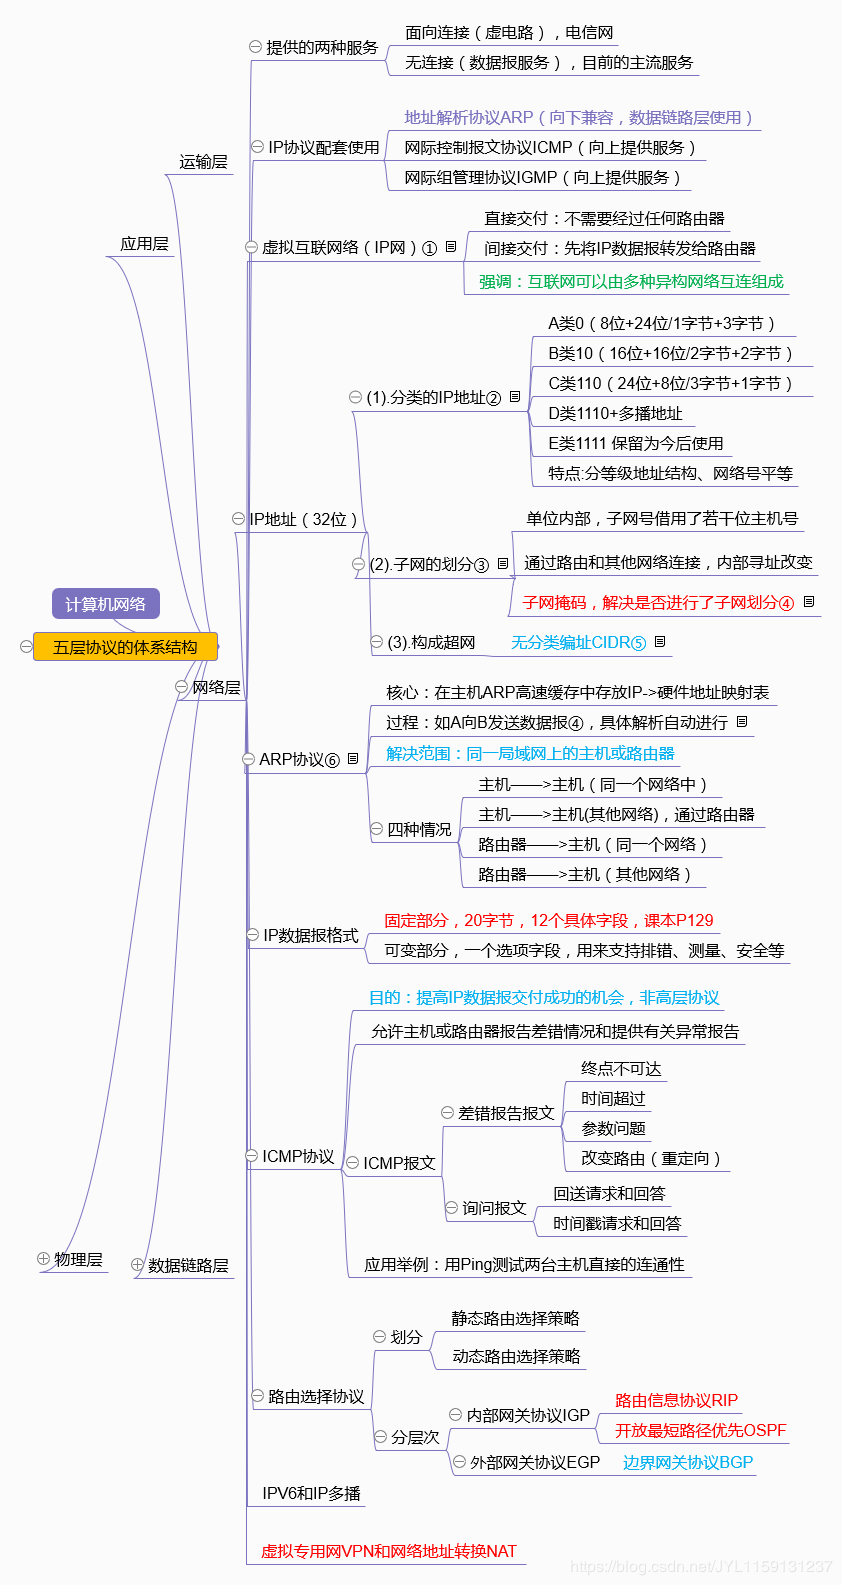 计算机网络
五层协议的体系结构
运输层
应用层
网络层
物理层
数据链路层
提供的两种服务
面向连接（虚电路），电信网
无连接（数据报服务），目前的主流服务
IP协议配套使用
地址解析协议ARP（向下兼容，数据链路层使用）
网际控制报文协议ICMP（向上提供服务）
网际组管理协议IGMP（向上提供服务）
虚拟互联网络（IP网）①
直接交付：不需要经过任何路由器
间接交付：先将IP数据报转发给路由器
强调：互联网可以由多种异构网络互连组成
IP地址（32位）
(1).分类的IP地址②
A类0（8位+24位/1字节+3字节）
B类10（16位+16位/2字节+2字节）
C类110（24位+8位/3字节+1字节）
D类1110+多播地址
E类1111 保留为今后使用
特点:分等级地址结构、网络号平等
(2).子网的划分③
单位内部，子网号借用了若干位主机号
通过路由和其他网络连接，内部寻址改变
子网掩码，解决是否进行了子网划分④
(3).构成超网
无分类编址CIDR⑤
ARP协议⑥
核心：在主机ARP高速缓存中存放IP->硬件地址映射表
过程：如A向B发送数据报④，具体解析自动进行
解决范围：同一局域网上的主机或路由器
四种情况
主机——>主机（同一个网络中）
主机——>主机(其他网络)，通过路由器
路由器——>主机（同一个网络）
路由器——>主机（其他网络）
IP数据报格式
固定部分，20字节，12个具体字段，课本P129
可变部分，一个选项字段，用来支持排错、测量、安全等
ICMP协议
目的：提高IP数据报交付成功的机会，非高层协议
允许主机或路由器报告差错情况和提供有关异常报告
ICMP报文
差错报告报文
终点不可达
时间超过
参数问题
改变路由（重定向）
询问报文
回送请求和回答
时间戳请求和回答
应用举例：用Ping测试两台主机直接的连通性
路由选择协议
划分
静态路由选择策略
动态路由选择策略
分层次
内部网关协议IGP
路由信息协议RIP
开放最短路径优先OSPF
外部网关协议EGP
边界网关协议BGP
IPV6和IP多播
虚拟专用网VPN和网络地址转换NAT
https://blog.csdn.net/JYL1159131237